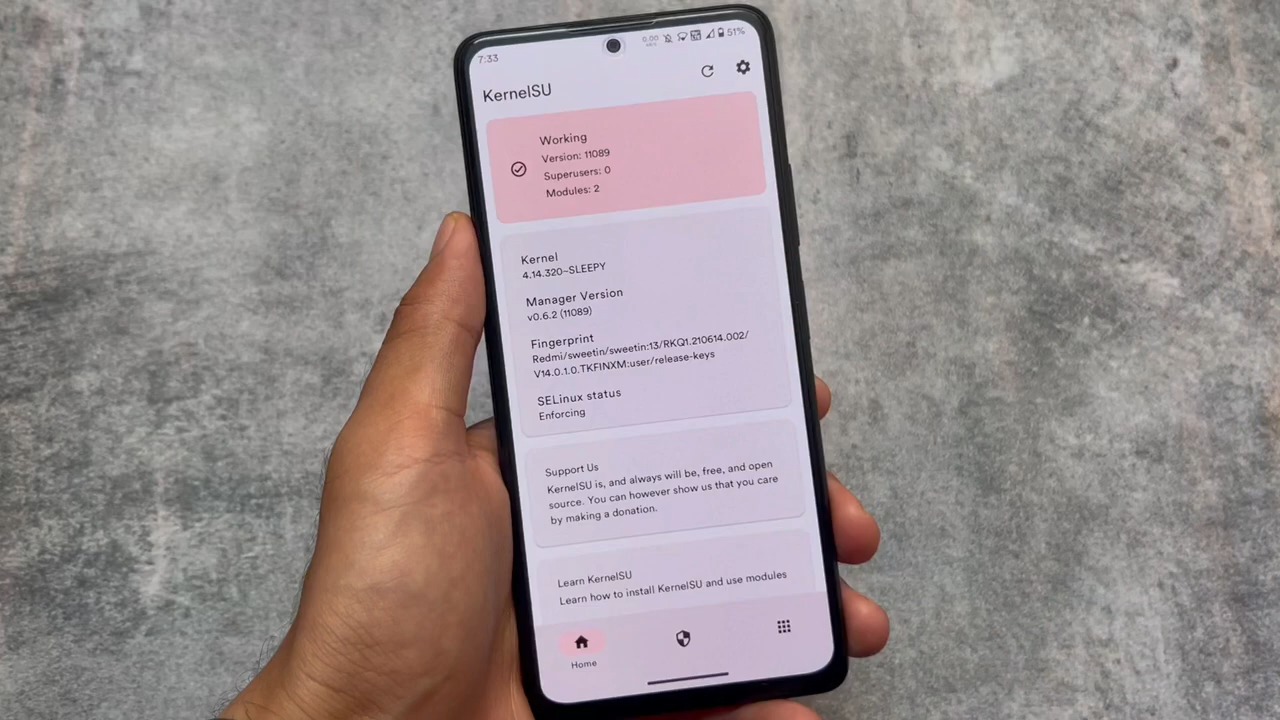 7:33
0.00
51%
KernelSU
Working
Version: 11089
Superusers: 0
Modules: 2
Kernel
4.14.320~SLEEPY
Manager Version
v0.6.2 (11089)
Fingerprint
Redmi/sweetin/sweetin:13/RKQ1.210614.002/
V14.0.1.0.TKFINXM:user/release-keys
SELinux status
Enforcing
Support Us
KernelSU is, and always will be, free, and open
source. You can however show us that you care
by making a donation.
Learn KernelSU
Learn how to install KernelSU and use modules
Home